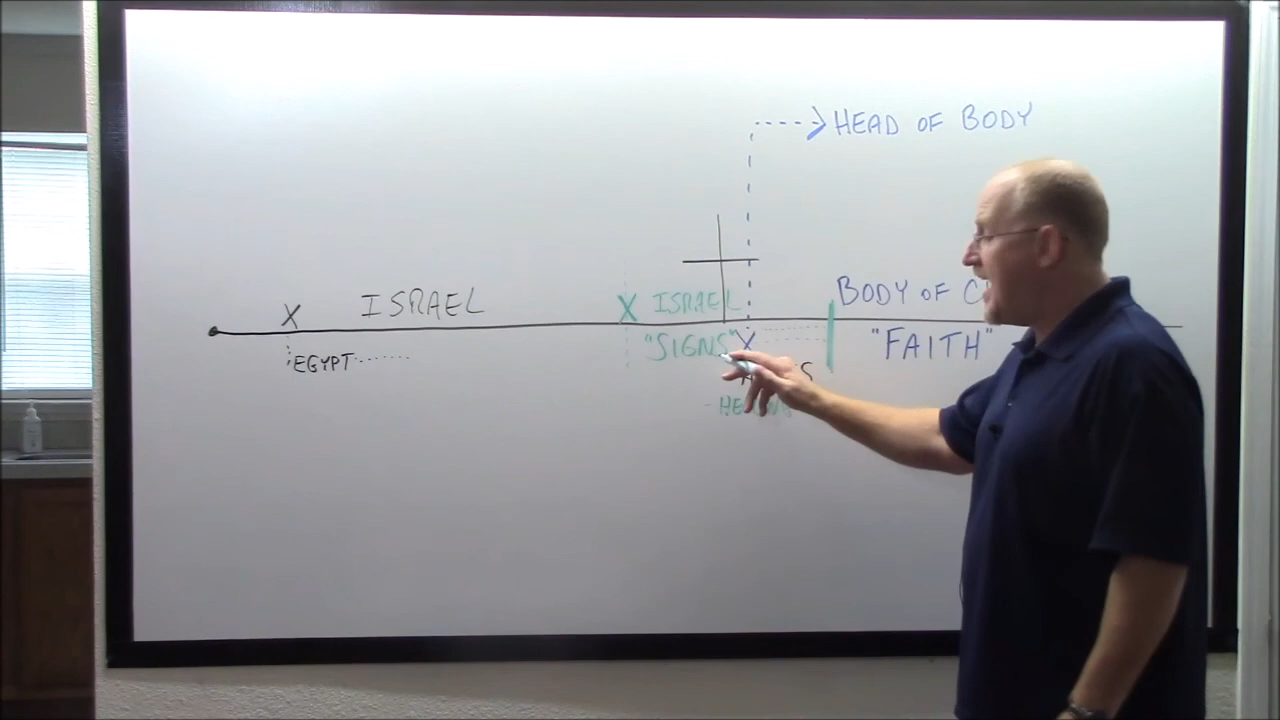 HEAD OF BODY
X ISRAEL X ISRAEL BODY OF
EGYPT "SIGNS" X "FAITH"